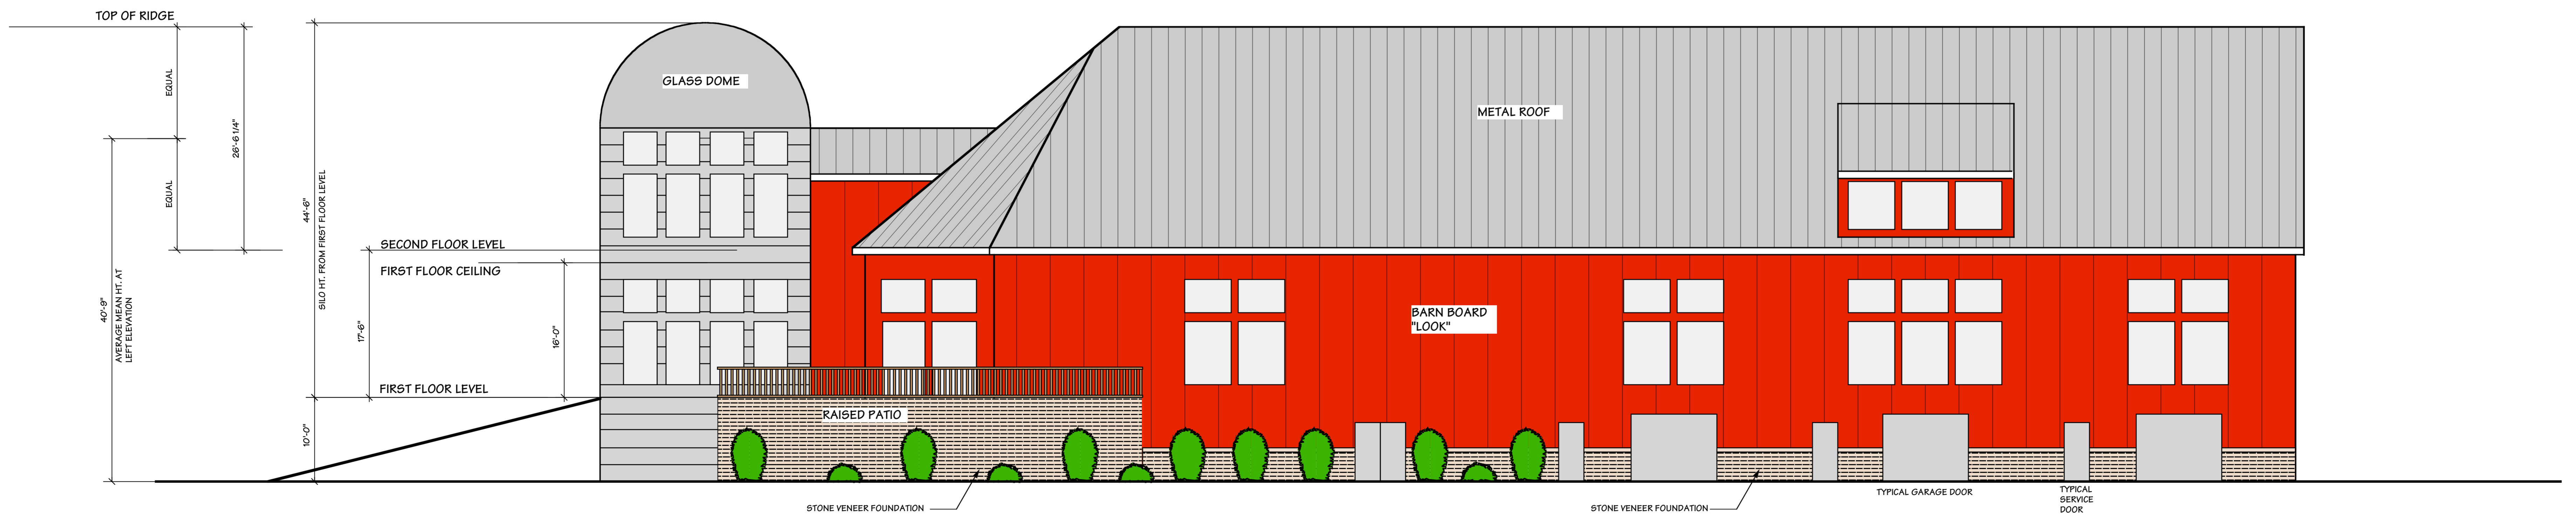 TOP OF RIDGE
EQUAL
EQUAL
26'-6 1/4"
40'-9"
AVERAGE MEAN HT. AT
LEFT ELEVATION
44'-6"
SILO HT. FROM FIRST FLOOR LEVEL
10'-0"
17'-6"
16'-0"
SECOND FLOOR LEVEL
FIRST FLOOR CEILING
FIRST FLOOR LEVEL
GLASS DOME
METAL ROOF
BARN BOARD
"LOOK"
RAISED PATIO
STONE VENEER FOUNDATION
STONE VENEER FOUNDATION
TYPICAL GARAGE DOOR
TYPICAL
SERVICE
DOOR